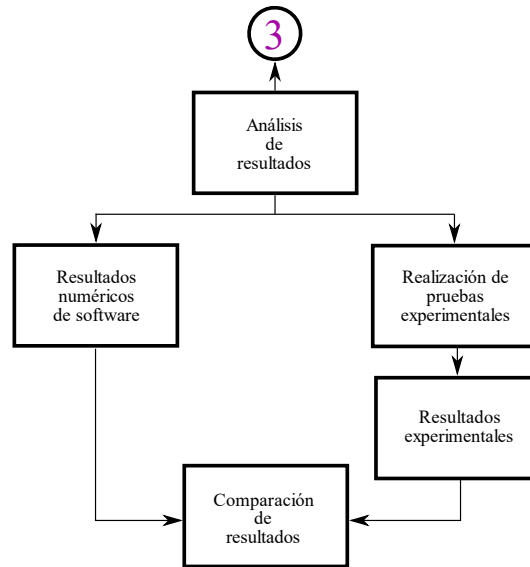 3
Análisis
de
resultados
Resultados
numéricos
de software
Realización de
pruebas
experimentales
Resultados
experimentales
Comparación
de
resultados